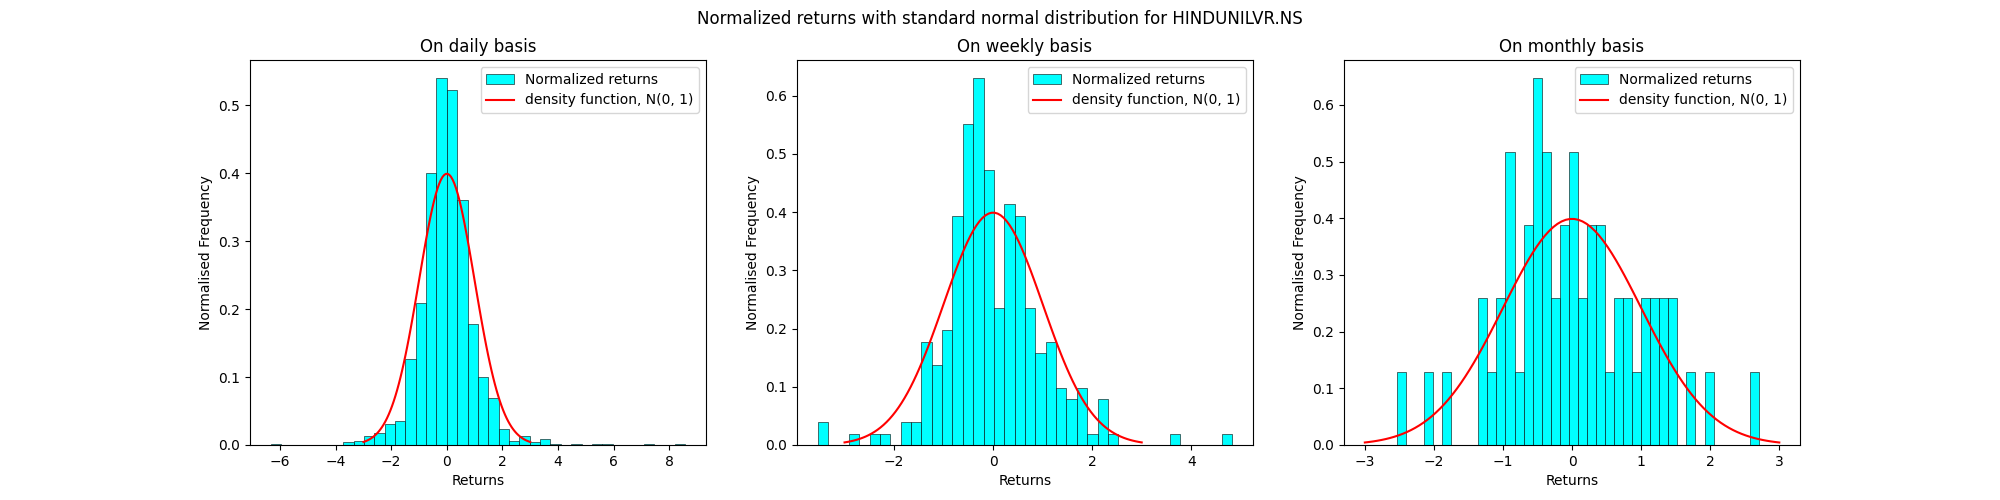 Normalized returns with standard normal distribution for HINDUNILVR.NS
On daily basis
Normalized returns
density function, N(0, 1)
Normalised Frequency
0.5
0.4
0.3
0.2
0.1
0.0
−6 −4 −2 0 2 4 6 8
Returns
On weekly basis
Normalized returns
density function, N(0, 1)
Normalised Frequency
0.6
0.5
0.4
0.3
0.2
0.1
0.0
−2 0 2 4
Returns
On monthly basis
Normalized returns
density function, N(0, 1)
Normalised Frequency
0.6
0.5
0.4
0.3
0.2
0.1
0.0
−3 −2 −1 0 1 2 3
Returns